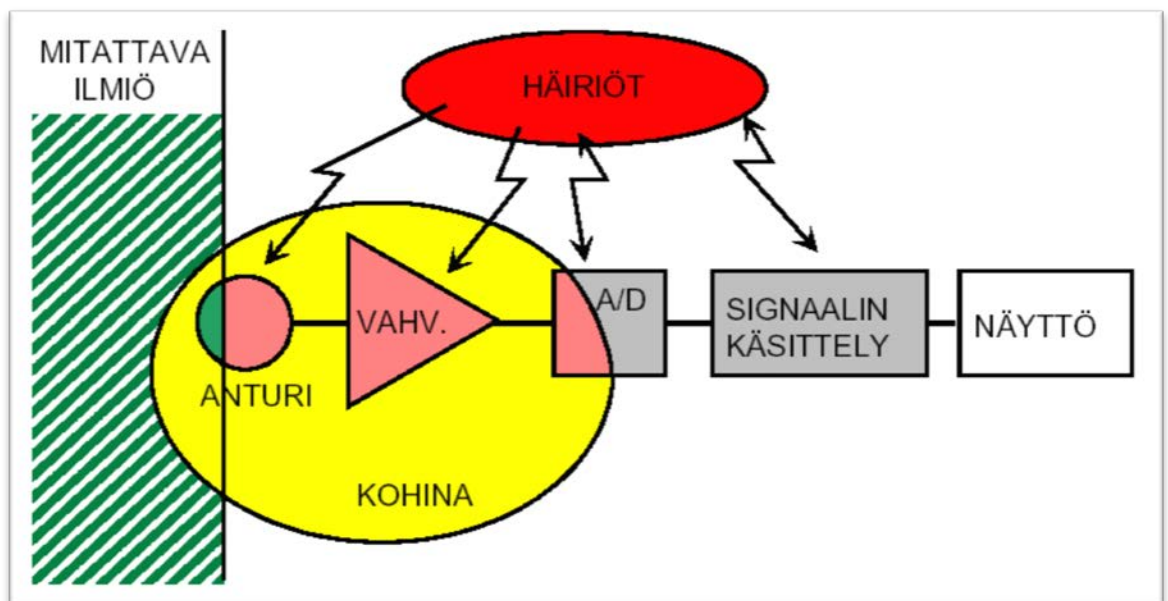 MITATTAVA
ILMIÖ
HÄIRIÖT
ANTURI
VAHV.
A/D
SIGNAALIN
KÄSITTELY
NÄYTTÖ
KOHINA